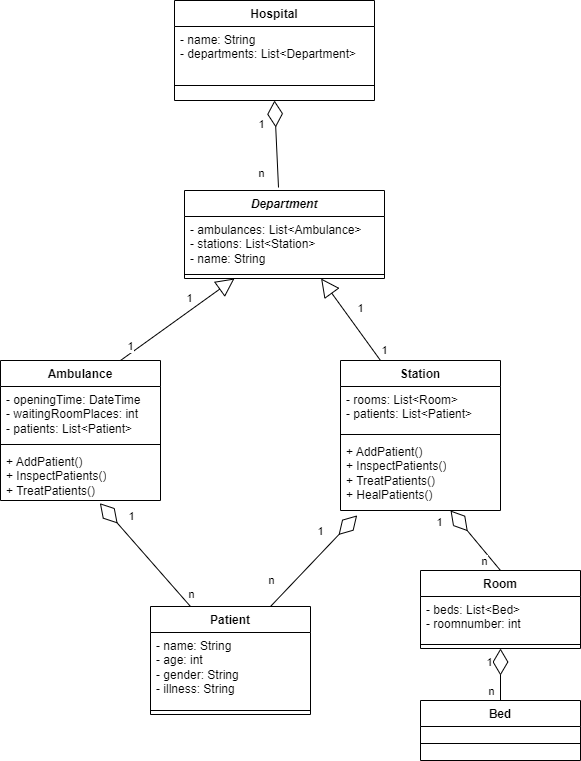 Hospital
- name: String
- departments: List<Department>
1
n
Department
- ambulances: List<Ambulance>
- stations: List<Station>
- name: String
1
1
1
1
Ambulance
- openingTime: DateTime
- waitingRoomPlaces: int
- patients: List<Patient>
+ AddPatient()
+ InspectPatients()
+ TreatPatients()
Station
- rooms: List<Room>
- patients: List<Patient>
+ AddPatient()
+ InspectPatients()
+ TreatPatients()
+ HealPatients()
1
1
1
n
n
n
Patient
- name: String
- age: int
- gender: String
- illness: String
Room
- beds: List<Bed>
- roomnumber: int
1
n
Bed